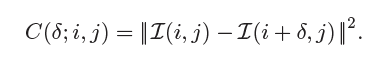 C(δ; i, j) = ‖ℐ(i, j) − ℐ(i + δ, j)‖².